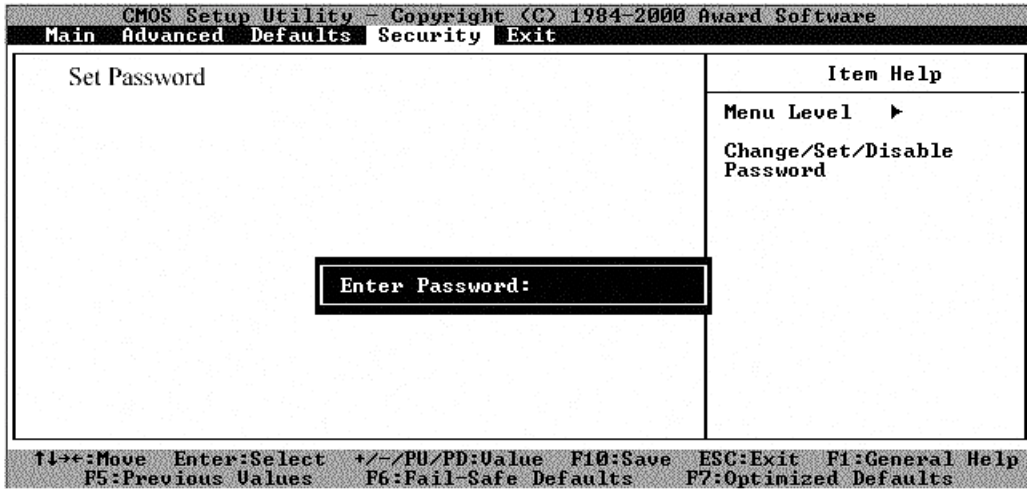 CMOS Setup Utility – Copyright (C) 1984–2000 Award Software
Main Advanced Defaults Security Exit
Set Password
Item Help
Menu Level ►
Change/Set/Disable
Password
Enter Password:
↑↓→←:Move Enter:Select +/-/PU/PD:Value F10:Save ESC:Exit F1:General Help
F5:Previous Values F6:Fail-Safe Defaults F7:Optimized Defaults